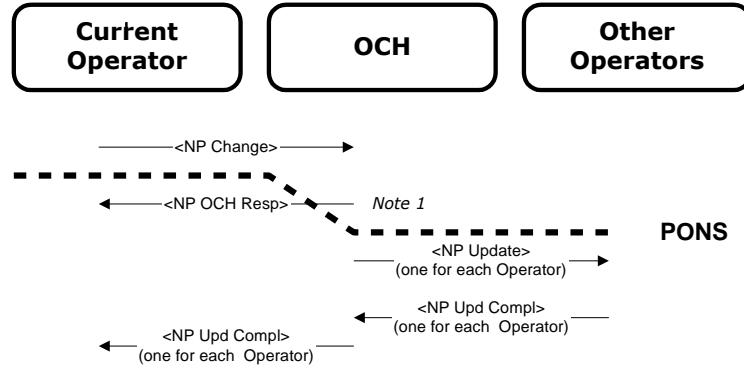 Current
Operator
OCH
Other
Operators
<NP Change>
<NP OCH Resp>
Note 1
PONS
<NP Update>
(one for each Operator)
<NP Upd Compl>
(one for each  Operator)
<NP Upd Compl>
(one for each  Operator)